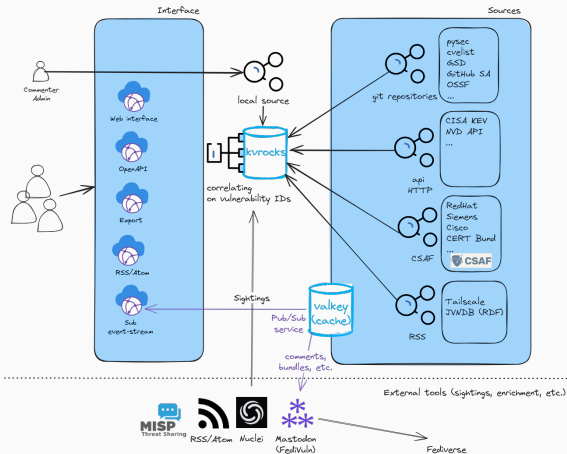 Interface
Sources
Commenter
Admin
Web interface
OpenAPI
Export
RSS/Atom
Sub
event-stream
local source
kvrocks
correlating
on vulnerability IDs
git repositories
pysec
cvelist
GSD
GitHub SA
OSSF
...
api
HTTP
CISA KEV
NVD API
...
CSAF
RedHat
Siemens
Cisco
CERT Bund
...
CSAF
RSS
Tailscale
JVNDB (RDF)
Sightings
Pub/Sub
service
valkey
(cache)
comments,
bundles, etc.
External tools (sightings, enrichment, etc.)
MISP
Threat Sharing
RSS/Atom
Nuclei
Mastodon
(FediVuln)
Fediverse